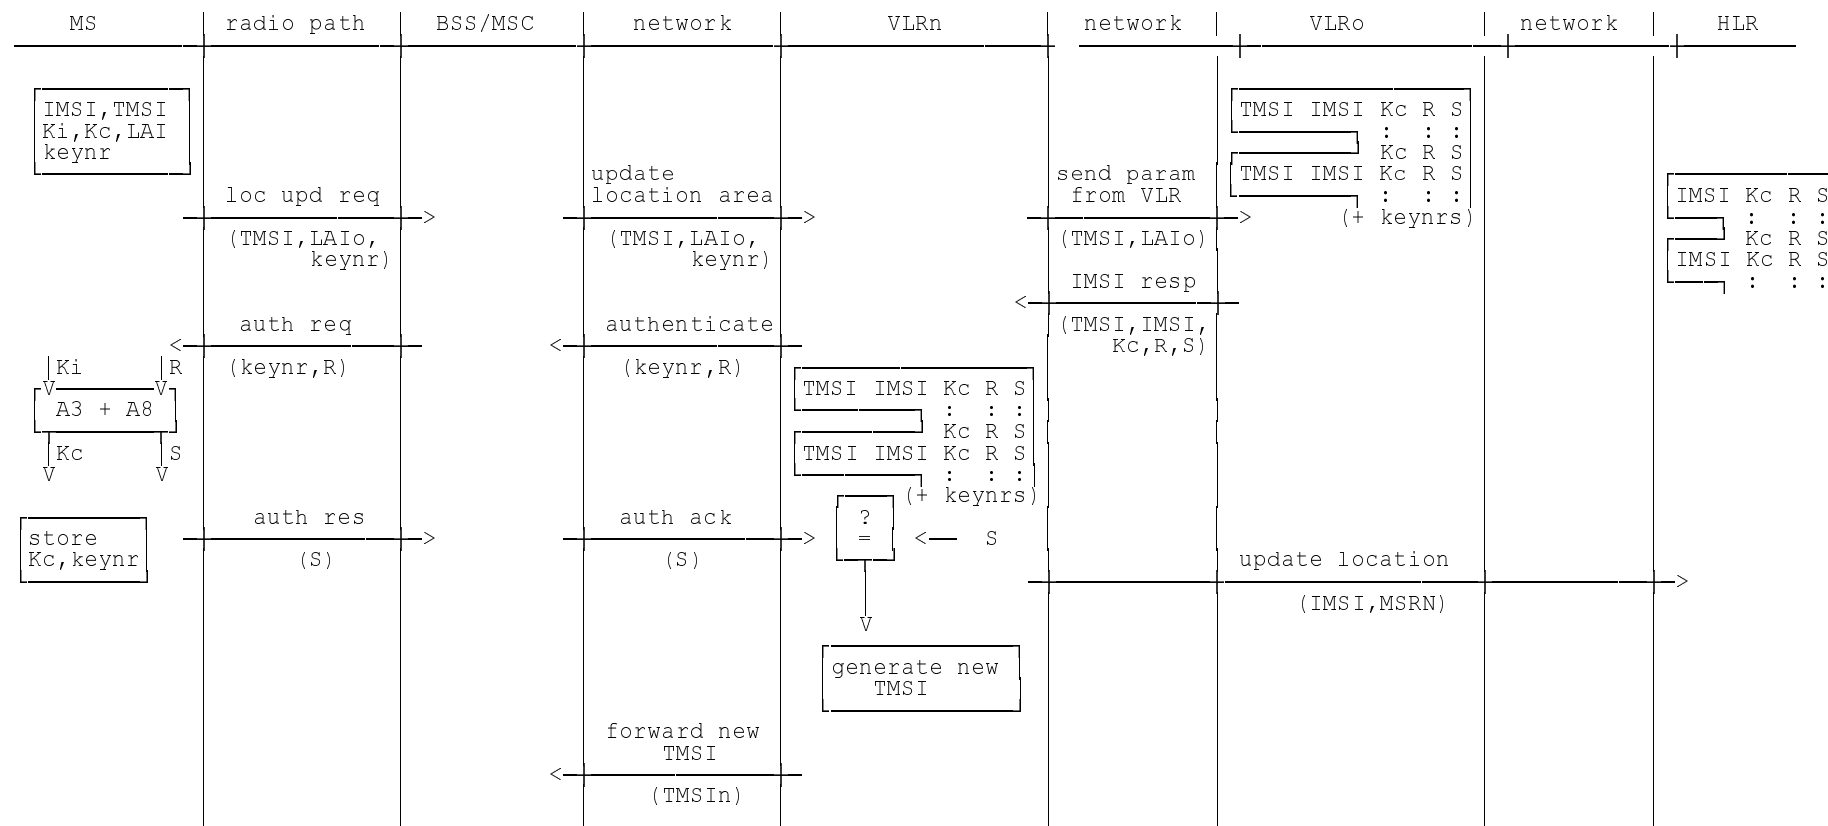 MS radio path BSS/MSC network VLRn network VLRo network HLR
IMSI,TMSI
Ki,Kc,LAI
keynr
TMSI IMSI Kc R S
: : :
Kc R S
TMSI IMSI Kc R S
: : :
(+ keynrs)
loc upd req
(TMSI,LAIo,
keynr)
update
location area
(TMSI,LAIo,
keynr)
send param
from VLR
(TMSI,LAIo)
IMSI Kc R S
: : :
Kc R S
IMSI Kc R S
: : :
IMSI resp
(TMSI,IMSI,
Kc,R,S)
auth req
(keynr,R)
authenticate
(keynr,R)
Ki R
A3 + A8
Kc S
TMSI IMSI Kc R S
: : :
Kc R S
TMSI IMSI Kc R S
: : :
(+ keynrs)
store
Kc,keynr
auth res
(S)
auth ack
(S)
?
=
S
update location
(IMSI,MSRN)
generate new
TMSI
forward new
TMSI
(TMSIn)